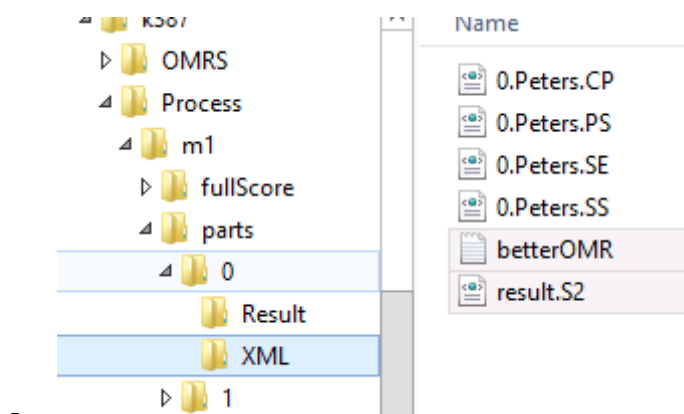 k387
OMRS
Process
m1
fullScore
parts
0
Result
XML
1
Name
0.Peters.CP
0.Peters.PS
0.Peters.SE
0.Peters.SS
betterOMR
result.S2